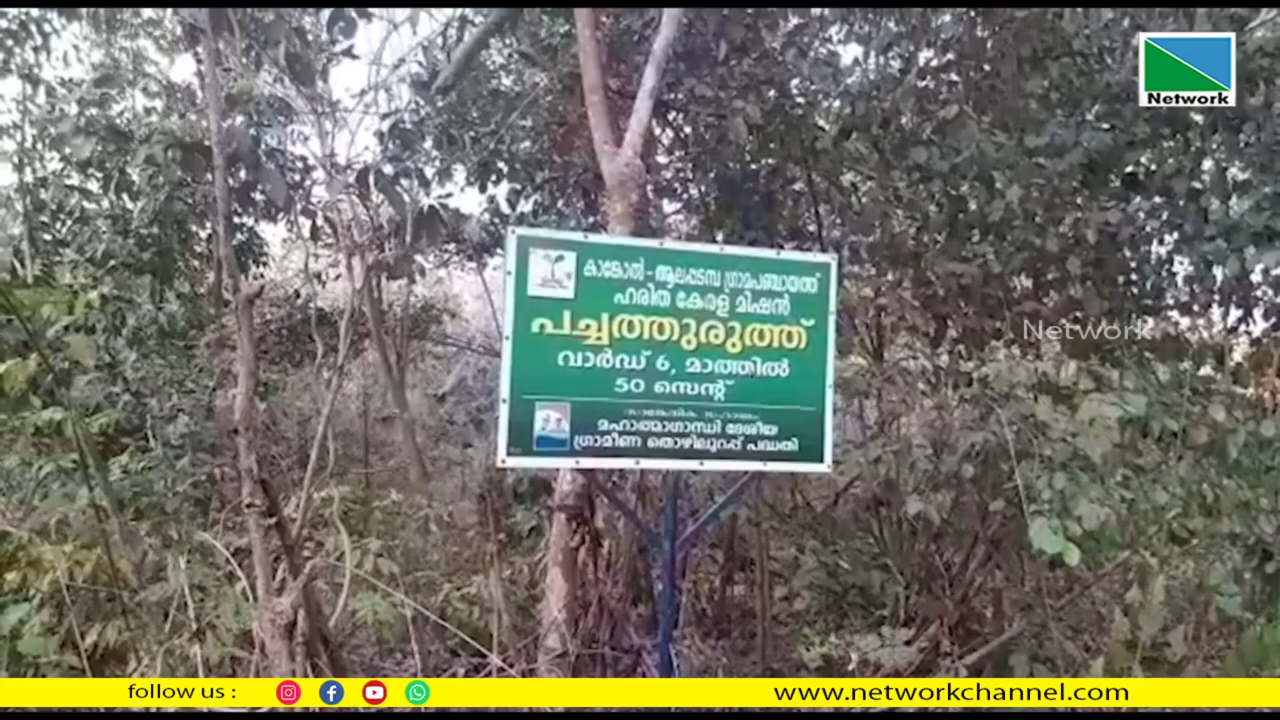 Network
കാങ്കോൽ - ആലപ്പടമ്പ ഗ്രാമപഞ്ചായത്ത്
ഹരിത കേരള മിഷൻ
പച്ചത്തുരുത്ത്
വാർഡ് 6, മാത്തിൽ
50 സെന്റ്
സാങ്കേതിക സഹായം
മഹാത്മാഗാന്ധി ദേശീയ
ഗ്രാമീണ തൊഴിലുറപ്പ് പദ്ധതി
Network
follow us :
www.networkchannel.com